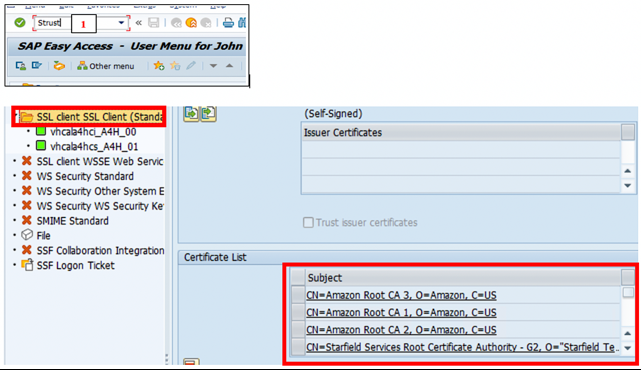 Strust
1
SAP Easy Access - User Menu for John
Other menu
SSL client SSL Client (Standa
vhcala4hci_A4H_00
vhcala4hcs_A4H_01
SSL client WSSE Web Servic
WS Security Standard
WS Security Other System E
WS Security WS Security Ke
SMIME Standard
File
SSF Collaboration Integration
SSF Logon Ticket
(Self-Signed)
Issuer Certificates
Trust issuer certificates
Certificate List
Subject
CN=Amazon Root CA 3, O=Amazon, C=US
CN=Amazon Root CA 1, O=Amazon, C=US
CN=Amazon Root CA 2, O=Amazon, C=US
CN=Starfield Services Root Certificate Authority - G2, O="Starfield Te..